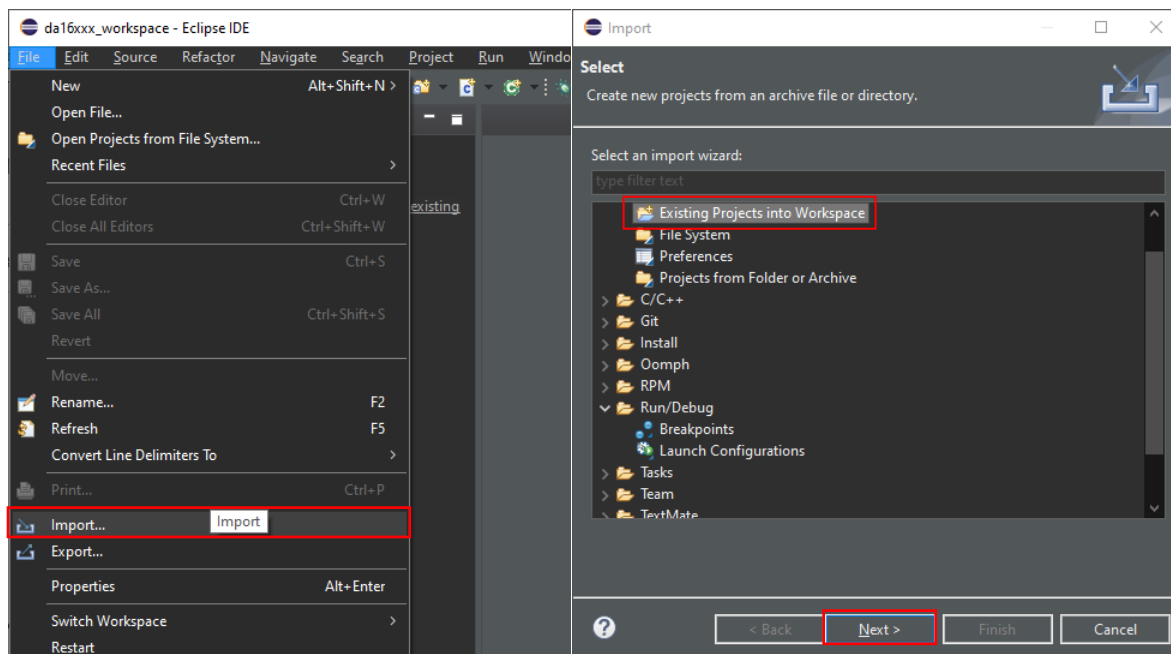 da16xxx_workspace - Eclipse IDE
File Edit Source Refactor Navigate Search Project Run Windo
New Alt+Shift+N >
Open File...
Open Projects from File System...
Recent Files >
Close Editor Ctrl+W
existing
Close All Editors Ctrl+Shift+W
Save Ctrl+S
Save As...
Save All Ctrl+Shift+S
Revert
Move...
Rename... F2
Refresh F5
Convert Line Delimiters To >
Print... Ctrl+P
Import... Import
Export...
Properties Alt+Enter
Switch Workspace >
Restart
Import
Select
Create new projects from an archive file or directory.
Select an import wizard:
type filter text
Existing Projects into Workspace
File System
Preferences
Projects from Folder or Archive
C/C++
Git
Install
Oomph
RPM
Run/Debug
Breakpoints
Launch Configurations
Tasks
Team
TextMate
? < Back Next > Finish Cancel